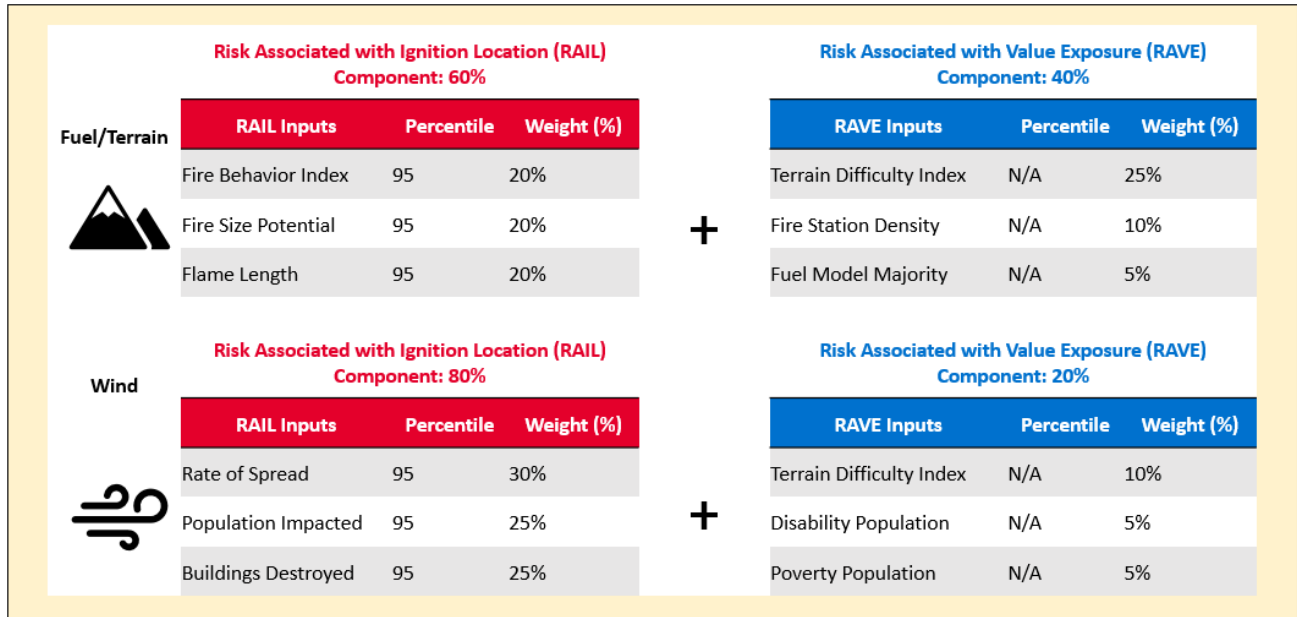 Risk Associated with Ignition Location (RAIL)
Component: 60%
Risk Associated with Value Exposure (RAVE)
Component: 40%
Fuel/Terrain
RAIL Inputs Percentile Weight (%)
Fire Behavior Index 95 20%
Fire Size Potential 95 20%
Flame Length 95 20%
+
RAVE Inputs Percentile Weight (%)
Terrain Difficulty Index N/A 25%
Fire Station Density N/A 10%
Fuel Model Majority N/A 5%
Risk Associated with Ignition Location (RAIL)
Component: 80%
Risk Associated with Value Exposure (RAVE)
Component: 20%
Wind
RAIL Inputs Percentile Weight (%)
Rate of Spread 95 30%
Population Impacted 95 25%
Buildings Destroyed 95 25%
+
RAVE Inputs Percentile Weight (%)
Terrain Difficulty Index N/A 10%
Disability Population N/A 5%
Poverty Population N/A 5%